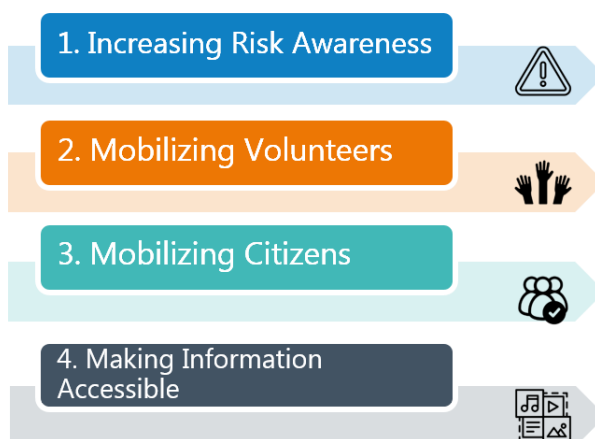 1. Increasing Risk Awareness
2. Mobilizing Volunteers
3. Mobilizing Citizens
4. Making Information
Accessible